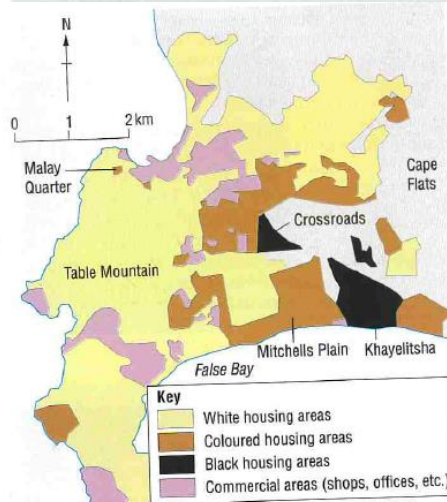 N
0 1 2 km
Malay
Quarter
Cape
Flats
Crossroads
Table Mountain
Mitchells Plain
Khayelitsha
False Bay
Key
White housing areas
Coloured housing areas
Black housing areas
Commercial areas (shops, offices, etc.)